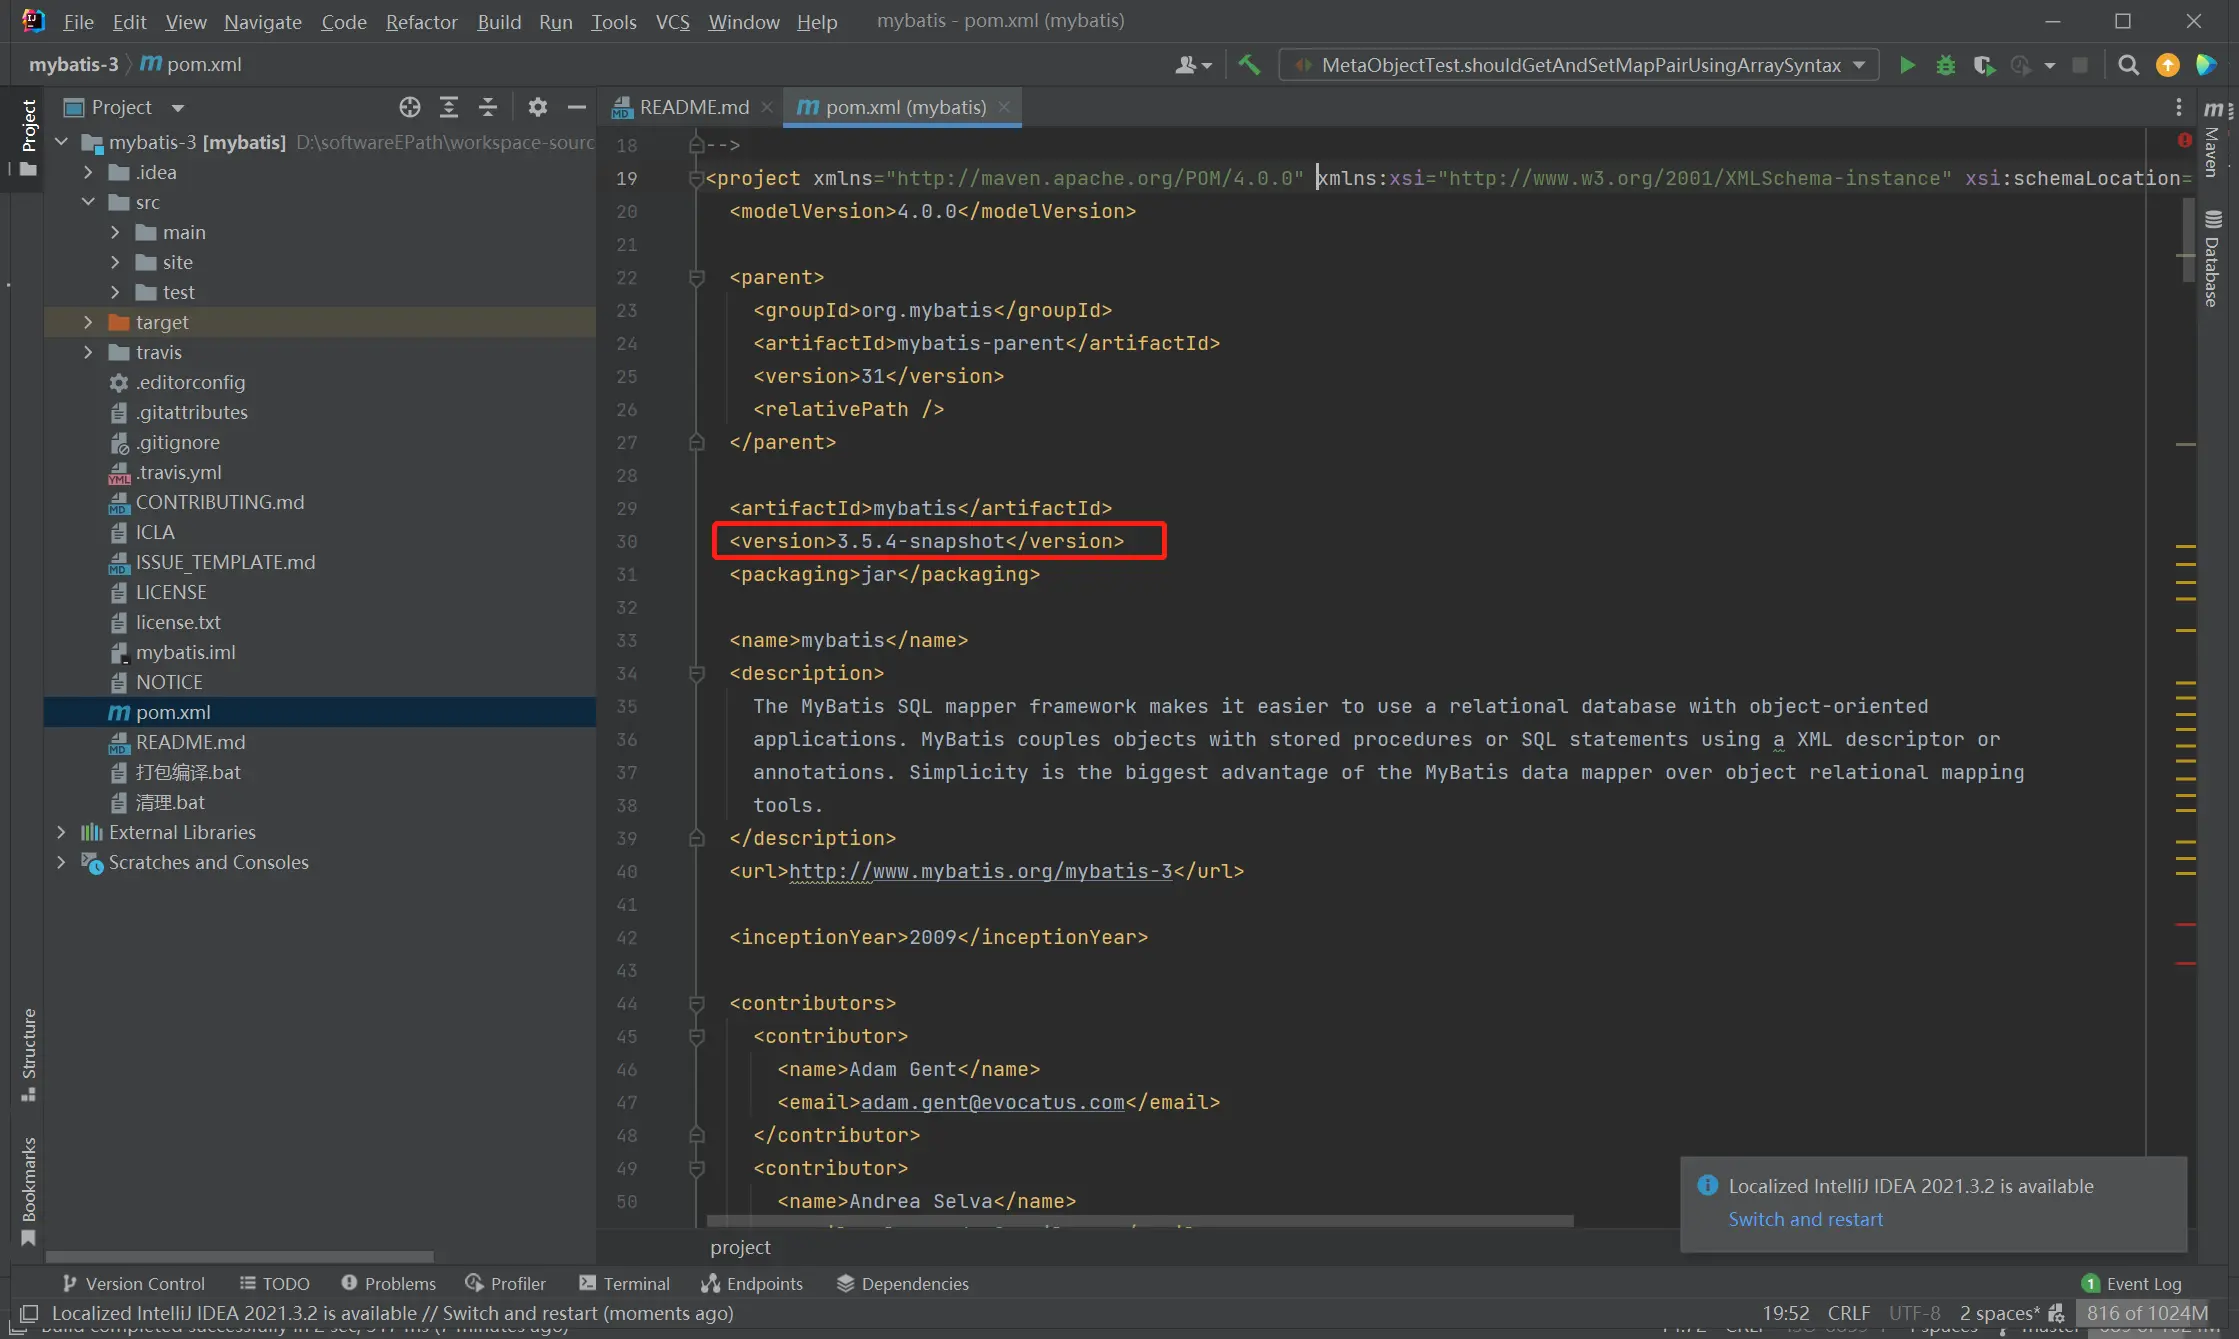 File Edit View Navigate Code Refactor Build Run Tools VCS Window Help mybatis - pom.xml (mybatis)
mybatis-3 pom.xml MetaObjectTest.shouldGetAndSetMapPairUsingArraySyntax
Project
Project
README.md
pom.xml (mybatis)
mybatis-3 [mybatis] D:\softwareEPath\workspace-sourc
.idea
src
main
site
test
target
travis
.editorconfig
.gitattributes
.gitignore
.travis.yml
CONTRIBUTING.md
ICLA
ISSUE_TEMPLATE.md
LICENSE
license.txt
mybatis.iml
NOTICE
pom.xml
README.md
打包编译.bat
清理.bat
External Libraries
Scratches and Consoles
18 -->
19 <project xmlns="http://maven.apache.org/POM/4.0.0" xmlns:xsi="http://www.w3.org/2001/XMLSchema-instance" xsi:schemaLocation=
20 <modelVersion>4.0.0</modelVersion>
21
22 <parent>
23 <groupId>org.mybatis</groupId>
24 <artifactId>mybatis-parent</artifactId>
25 <version>31</version>
26 <relativePath />
27 </parent>
28
29 <artifactId>mybatis</artifactId>
30 <version>3.5.4-snapshot</version>
31 <packaging>jar</packaging>
32
33 <name>mybatis</name>
34 <description>
35 The MyBatis SQL mapper framework makes it easier to use a relational database with object-oriented
36 applications. MyBatis couples objects with stored procedures or SQL statements using a XML descriptor or
37 annotations. Simplicity is the biggest advantage of the MyBatis data mapper over object relational mapping
38 tools.
39 </description>
40 <url>http://www.mybatis.org/mybatis-3</url>
41
42 <inceptionYear>2009</inceptionYear>
43
44 <contributors>
45 <contributor>
46 <name>Adam Gent</name>
47 <email>adam.gent@evocatus.com</email>
48 </contributor>
49 <contributor>
50 <name>Andrea Selva</name>
project
Maven
Database
Structure
Bookmarks
Localized IntelliJ IDEA 2021.3.2 is available
Switch and restart
Version Control TODO Problems Profiler Terminal Endpoints Dependencies 1 Event Log
Localized IntelliJ IDEA 2021.3.2 is available // Switch and restart (moments ago) 19:52 CRLF UTF-8 2 spaces* 816 of 1024M